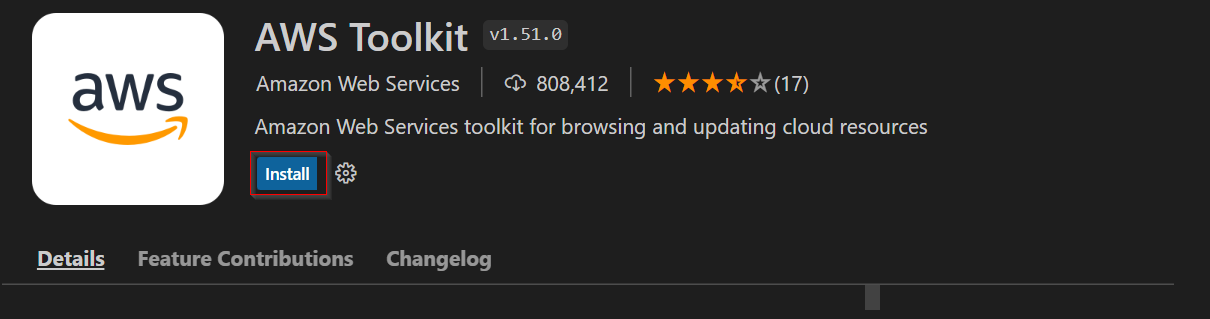 AWS Toolkit v1.51.0
aws
Amazon Web Services 808,412 (17)
Amazon Web Services toolkit for browsing and updating cloud resources
Install
Details Feature Contributions Changelog